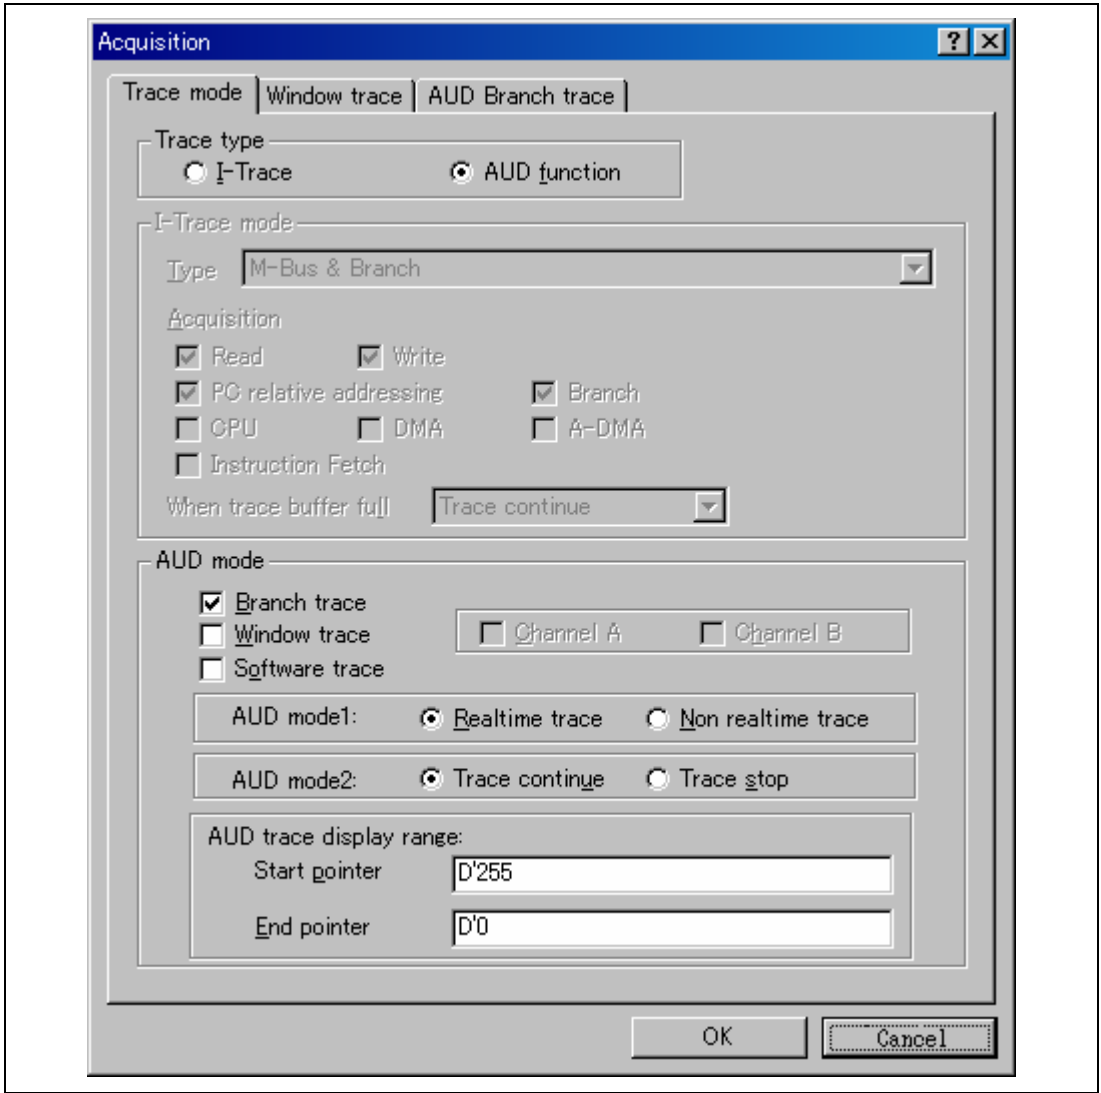 Acquisition
Trace mode Window trace AUD Branch trace
Trace type
I-Trace AUD function
I-Trace mode
Type M-Bus & Branch
Acquisition
Read Write
PC relative addressing Branch
CPU DMA A-DMA
Instruction Fetch
When trace buffer full Trace continue
AUD mode
Branch trace
Window trace Channel A Channel B
Software trace
AUD mode1: Realtime trace Non realtime trace
AUD mode2: Trace continue Trace stop
AUD trace display range:
Start pointer D'255
End pointer D'0
OK Cancel